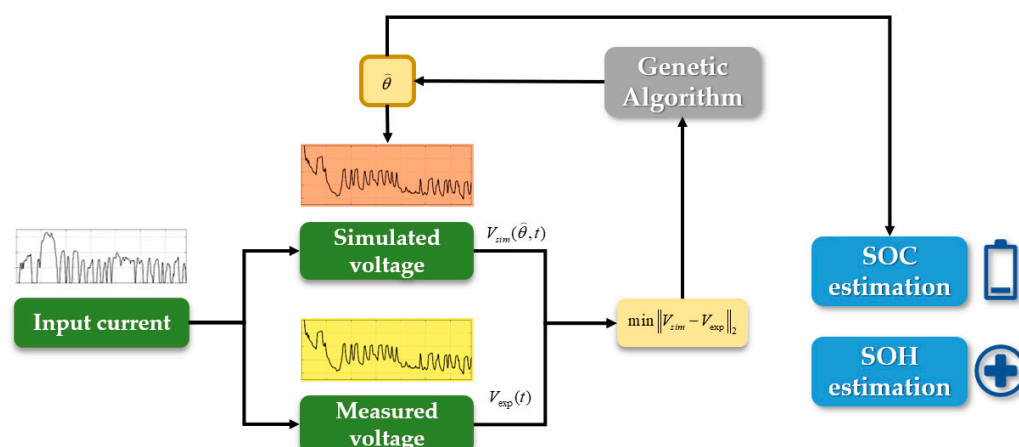 θ̂
Genetic
Algorithm
Simulated
voltage
V_sim(θ̂,t)
SOC
estimation
Input current
min ‖V_sim − V_exp‖₂
SOH
estimation
V_exp(t)
Measured
voltage